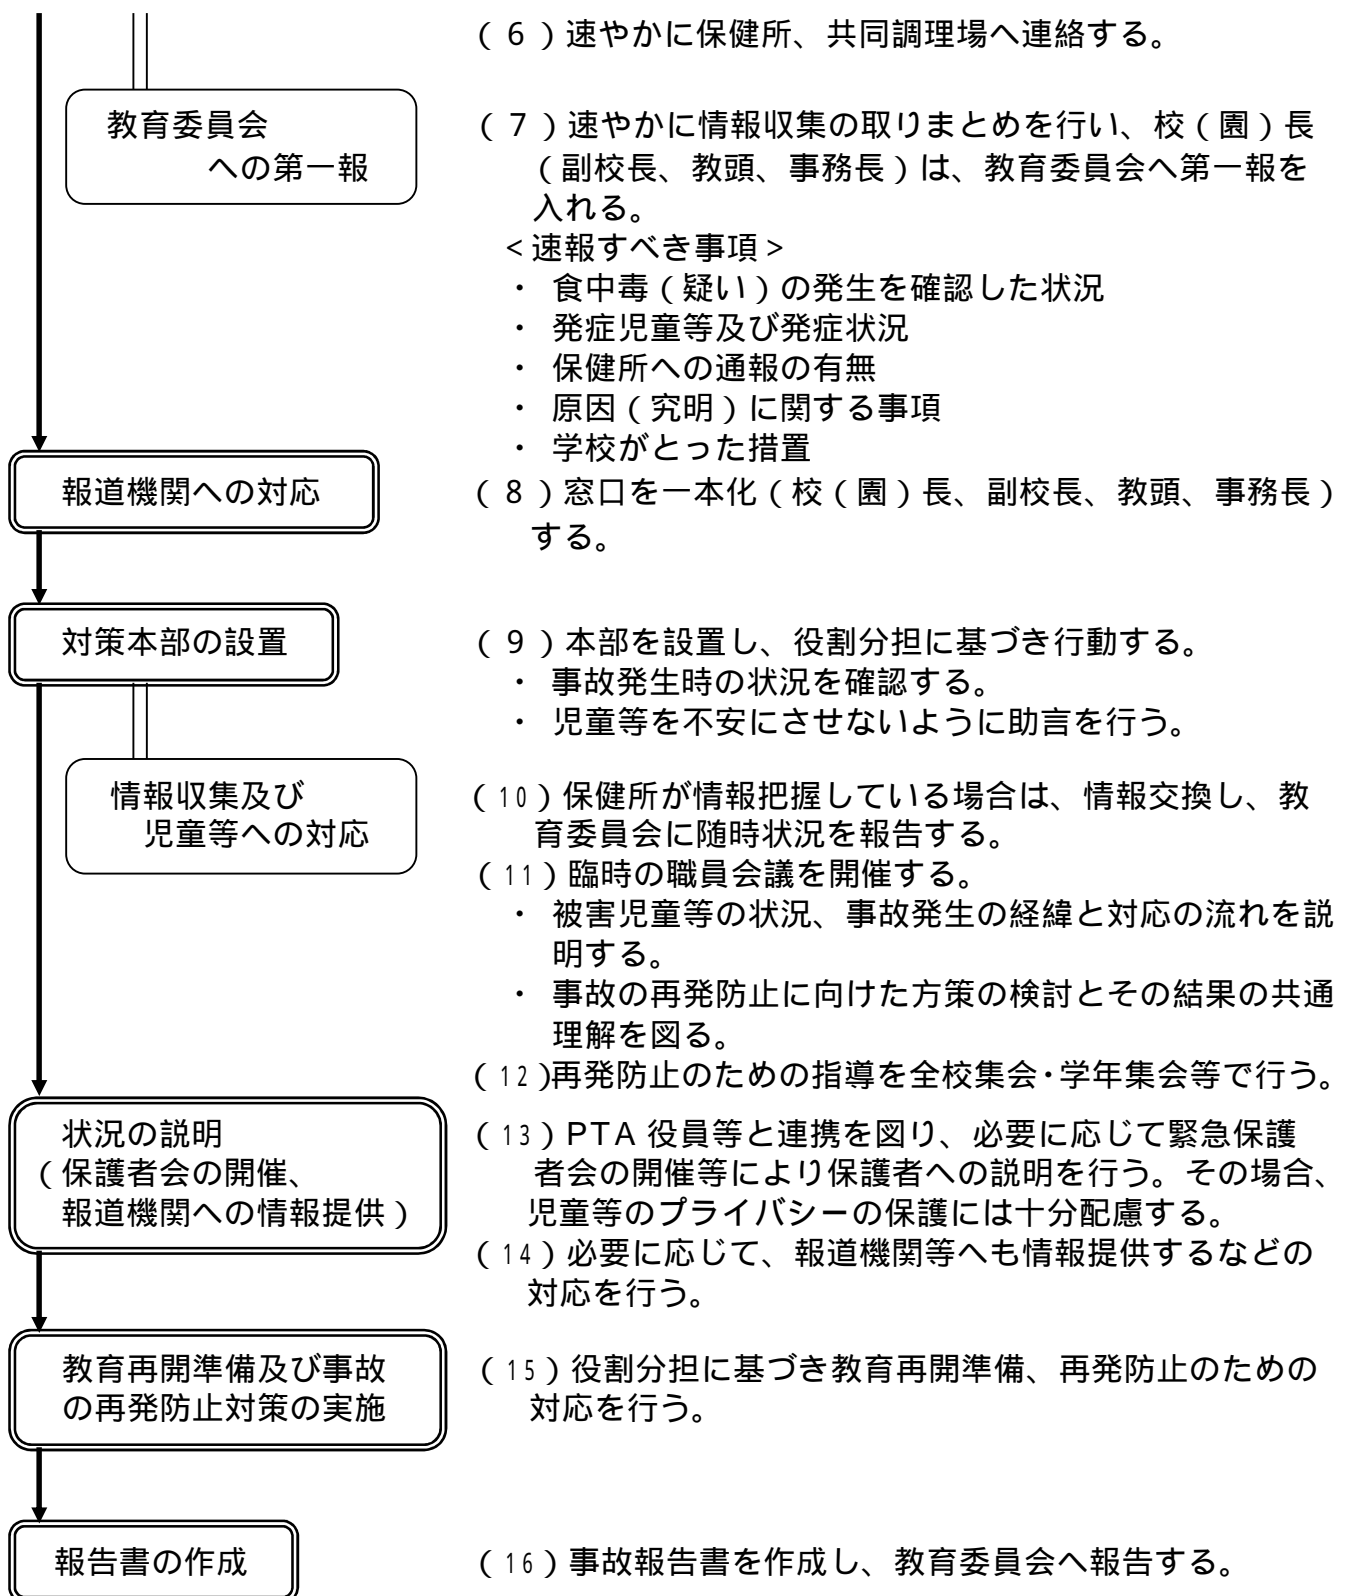 （６）速やかに保健所、共同調理場へ連絡する。
教育委員会
への第一報
（７）速やかに情報収集の取りまとめを行い、校（園）長
（副校長、教頭、事務長）は、教育委員会へ第一報を
入れる。
＜速報すべき事項＞
・ 食中毒（疑い）の発生を確認した状況
・ 発症児童等及び発症状況
・ 保健所への通報の有無
・ 原因（究明）に関する事項
・ 学校がとった措置
報道機関への対応
（８）窓口を一本化（校（園）長、副校長、教頭、事務長）
する。
対策本部の設置
（９）本部を設置し、役割分担に基づき行動する。
・ 事故発生時の状況を確認する。
・ 児童等を不安にさせないように助言を行う。
情報収集及び
児童等への対応
（10）保健所が情報把握している場合は、情報交換し、教
育委員会に随時状況を報告する。
（11）臨時の職員会議を開催する。
・ 被害児童等の状況、事故発生の経緯と対応の流れを説
明する。
・ 事故の再発防止に向けた方策の検討とその結果の共通
理解を図る。
（12）再発防止のための指導を全校集会・学年集会等で行う。
状況の説明
（保護者会の開催、
報道機関への情報提供）
（13）PTA 役員等と連携を図り、必要に応じて緊急保護
者会の開催等により保護者への説明を行う。その場合、
児童等のプライバシーの保護には十分配慮する。
（14）必要に応じて、報道機関等へも情報提供するなどの
対応を行う。
教育再開準備及び事故
の再発防止対策の実施
（15）役割分担に基づき教育再開準備、再発防止のための
対応を行う。
報告書の作成
（16）事故報告書を作成し、教育委員会へ報告する。